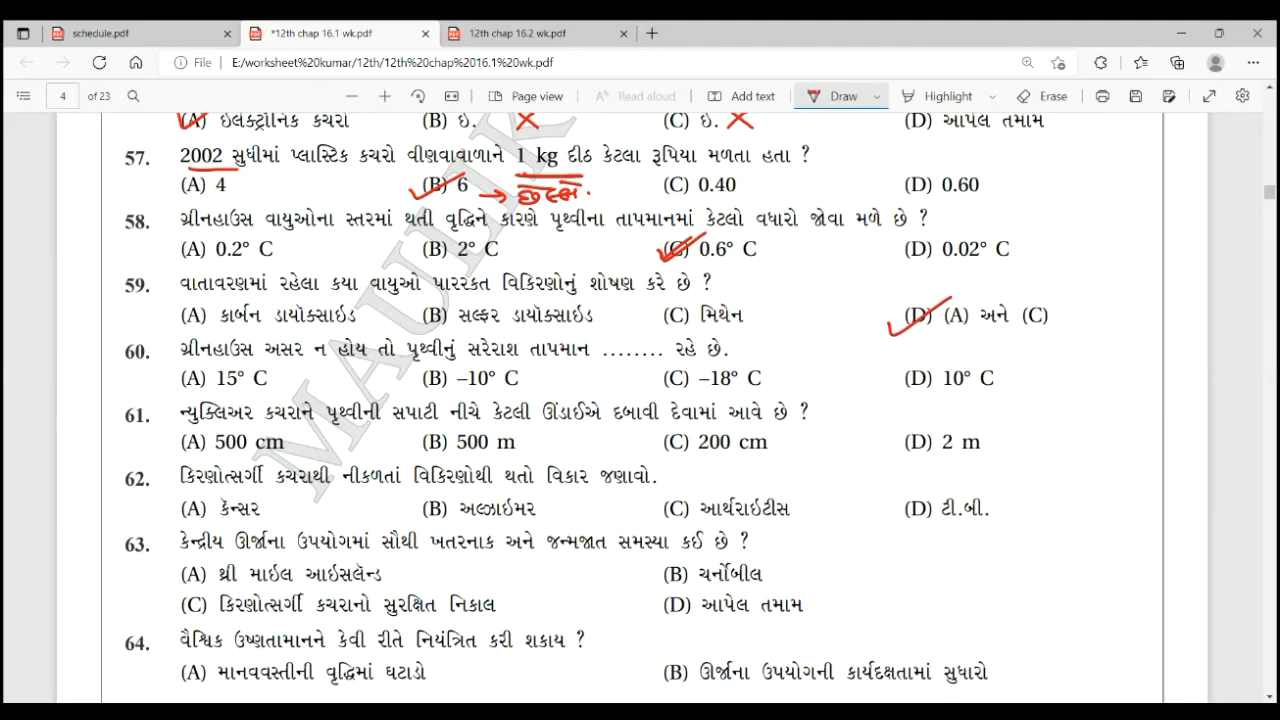 schedule.pdf *12th chap 16.1 wk.pdf 12th chap 16.2 wk.pdf
File E:/worksheet%20kumar/12th/12th%20chap%2016.1%20wk.pdf
4 of 23 Page view Read aloud Add text Draw Highlight Erase
(A) ઇલેક્ટ્રોનિક કચરો (B) ઇ. (C) ઇ. (D) આપેલ તમામ
57. 2002 સુધીમાં પ્લાસ્ટિક કચરો વીણવાવાળાને 1 kg દીઠ કેટલા રૂપિયા મળતા હતા ?
(A) 4 (B) 6 (C) 0.40 (D) 0.60
58. ગ્રીનહાઉસ વાયુઓના સ્તરમાં થતી વૃદ્ધિને કારણે પૃથ્વીના તાપમાનમાં કેટલો વધારો જોવા મળે છે ?
(A) 0.2° C (B) 2° C (C) 0.6° C (D) 0.02° C
59. વાતાવરણમાં રહેલા કયા વાયુઓ પારરક્ત વિકિરણોનું શોષણ કરે છે ?
(A) કાર્બન ડાયૉક્સાઇડ (B) સલ્ફર ડાયૉક્સાઇડ (C) મિથેન (D) (A) અને (C)
60. ગ્રીનહાઉસ અસર ન હોય તો પૃથ્વીનું સરેરાશ તાપમાન ........ રહે છે.
(A) 15° C (B) –10° C (C) –18° C (D) 10° C
61. ન્યુક્લિઅર કચરાને પૃથ્વીની સપાટી નીચે કેટલી ઊંડાઈએ દબાવી દેવામાં આવે છે ?
(A) 500 cm (B) 500 m (C) 200 cm (D) 2 m
62. કિરણોત્સર્ગી કચરાથી નીકળતાં વિકિરણોથી થતો વિકાર જણાવો.
(A) કૅન્સર (B) અલ્ઝાઇમર (C) આર્થરાઇટીસ (D) ટી.બી.
63. કેન્દ્રીય ઊર્જાના ઉપયોગમાં સૌથી ખતરનાક અને જન્મજાત સમસ્યા કઈ છે ?
(A) થ્રી માઇલ આઇસલૅન્ડ (B) ચર્નોબીલ
(C) કિરણોત્સર્ગી કચરાનો સુરક્ષિત નિકાલ (D) આપેલ તમામ
64. વૈશ્વિક ઉષ્ણતામાનને કેવી રીતે નિયંત્રિત કરી શકાય ?
(A) માનવવસ્તીની વૃદ્ધિમાં ઘટાડો (B) ઊર્જાના ઉપયોગની કાર્યદક્ષતામાં સુધારો
MAULIK